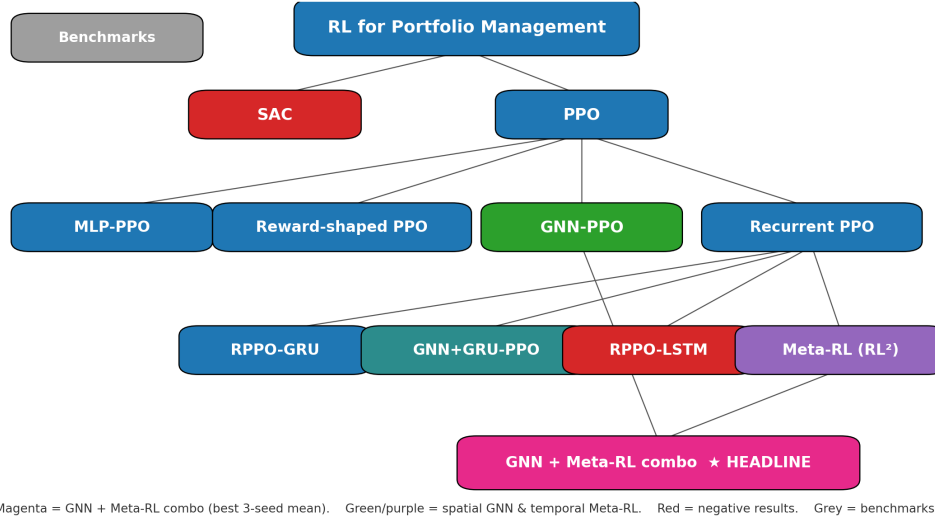 RL for Portfolio Management
Benchmarks
SAC
PPO
MLP-PPO
Reward-shaped PPO
GNN-PPO
Recurrent PPO
RPPO-GRU
GNN+GRU-PPO
RPPO-LSTM
Meta-RL (RL²)
GNN + Meta-RL combo ★ HEADLINE
Magenta = GNN + Meta-RL combo (best 3-seed mean). Green/purple = spatial GNN & temporal Meta-RL. Red = negative results. Grey = benchmarks